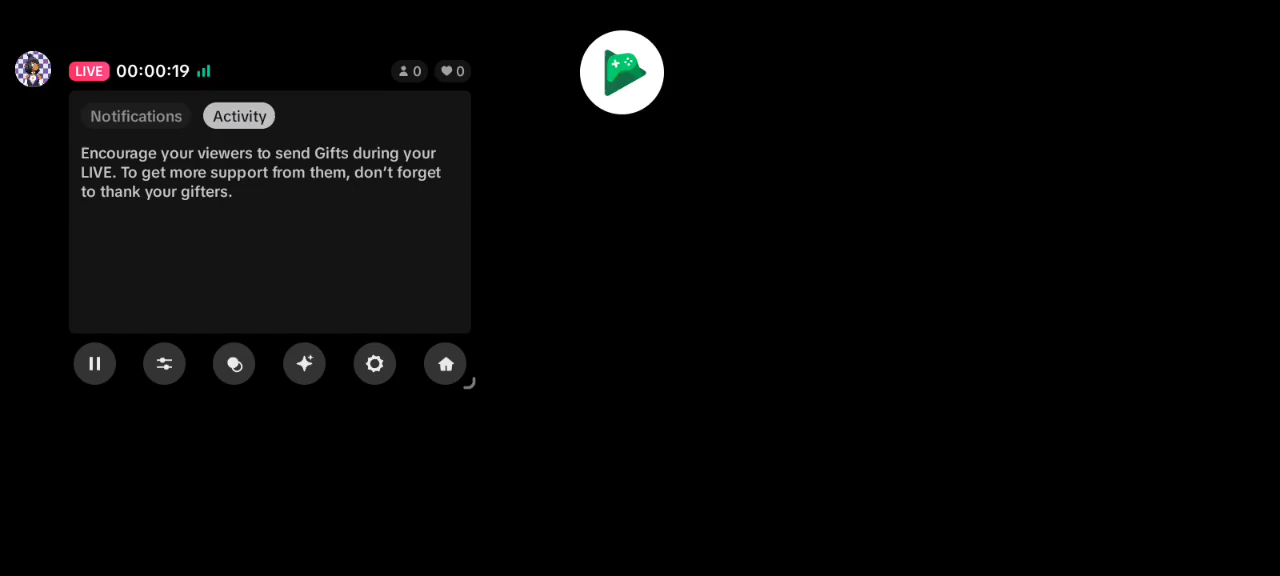 LIVE 00:00:19 0 0
Notifications Activity
Encourage your viewers to send Gifts during your
LIVE. To get more support from them, don’t forget
to thank your gifters.